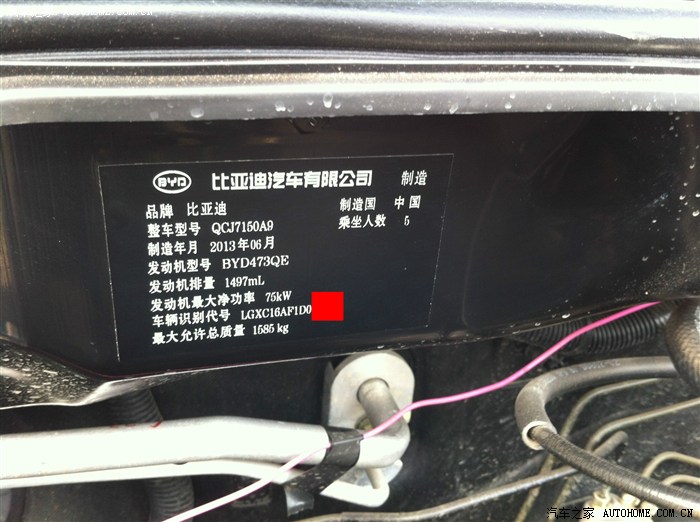 BYD 比亚迪汽车有限公司 制造
品牌 比亚迪 制造国 中国
整车型号 QCJ7150A9 乘坐人数 5
制造年月 2013年06月
发动机型号 BYD473QE
发动机排量 1497mL
发动机最大净功率 75kW
车辆识别代号 LGXC16AF1D0
最大允许总质量 1585 kg
汽车之家 AUTOHOME.COM.CN